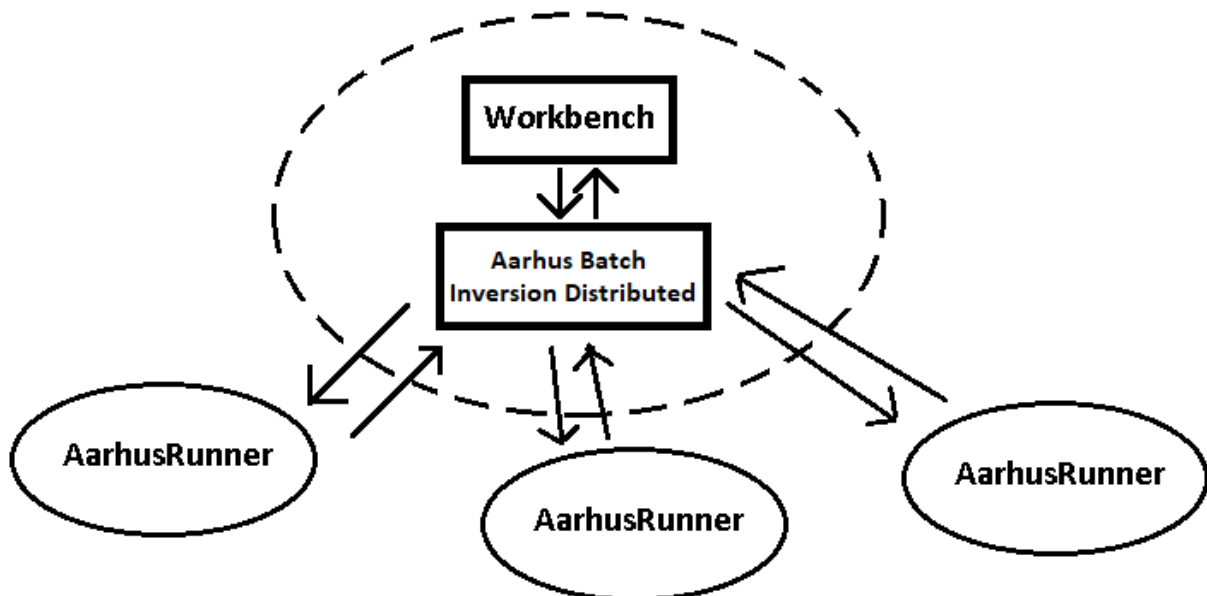 Workbench
Aarhus Batch
Inversion Distributed
AarhusRunner
AarhusRunner
AarhusRunner